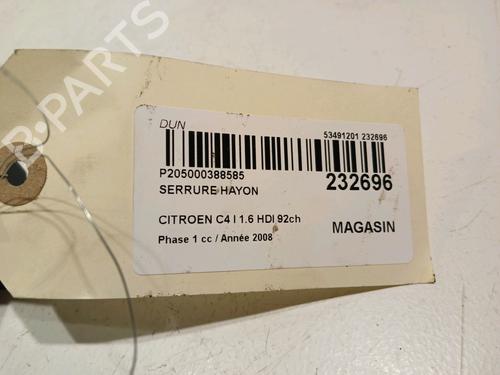 B-PARTS
DUN
53491201 232696
P205000388585
SERRURE HAYON
232696
CITROEN C4 I 1.6 HDI 92ch
MAGASIN
Phase 1 cc / Année 2008